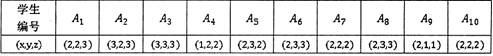 学生编号 A₁ A₂ A₃ A₄ A₅ A₆ A₇ A₈ A₉ A₁₀
(x,y,z) (2,2,3) (3,2,3) (3,3,3) (1,2,2) (2,3,2) (2,3,3) (2,2,2) (2,3,3) (2,1,1) (2,2,2)